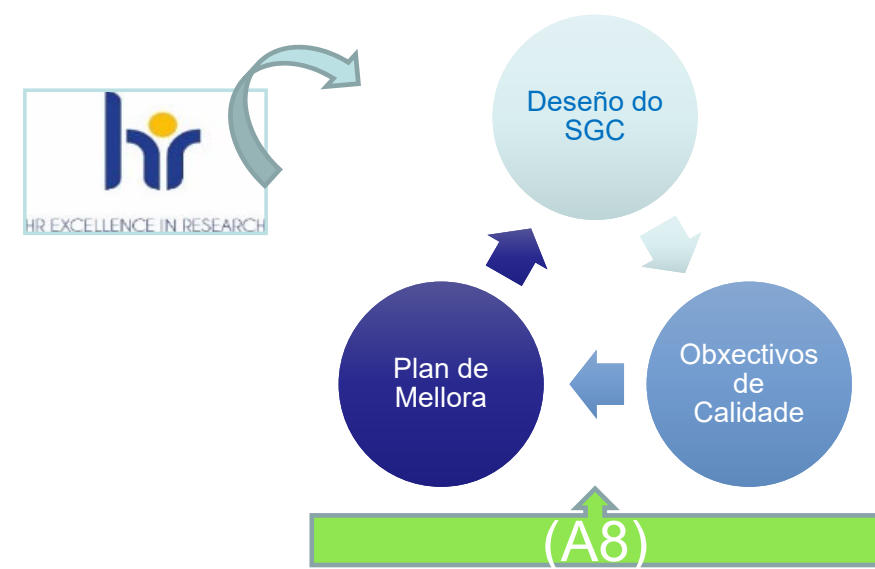 hr
HR EXCELLENCE IN RESEARCH
Deseño do
SGC
Plan de
Mellora
Obxectivos
de
Calidade
(A8)